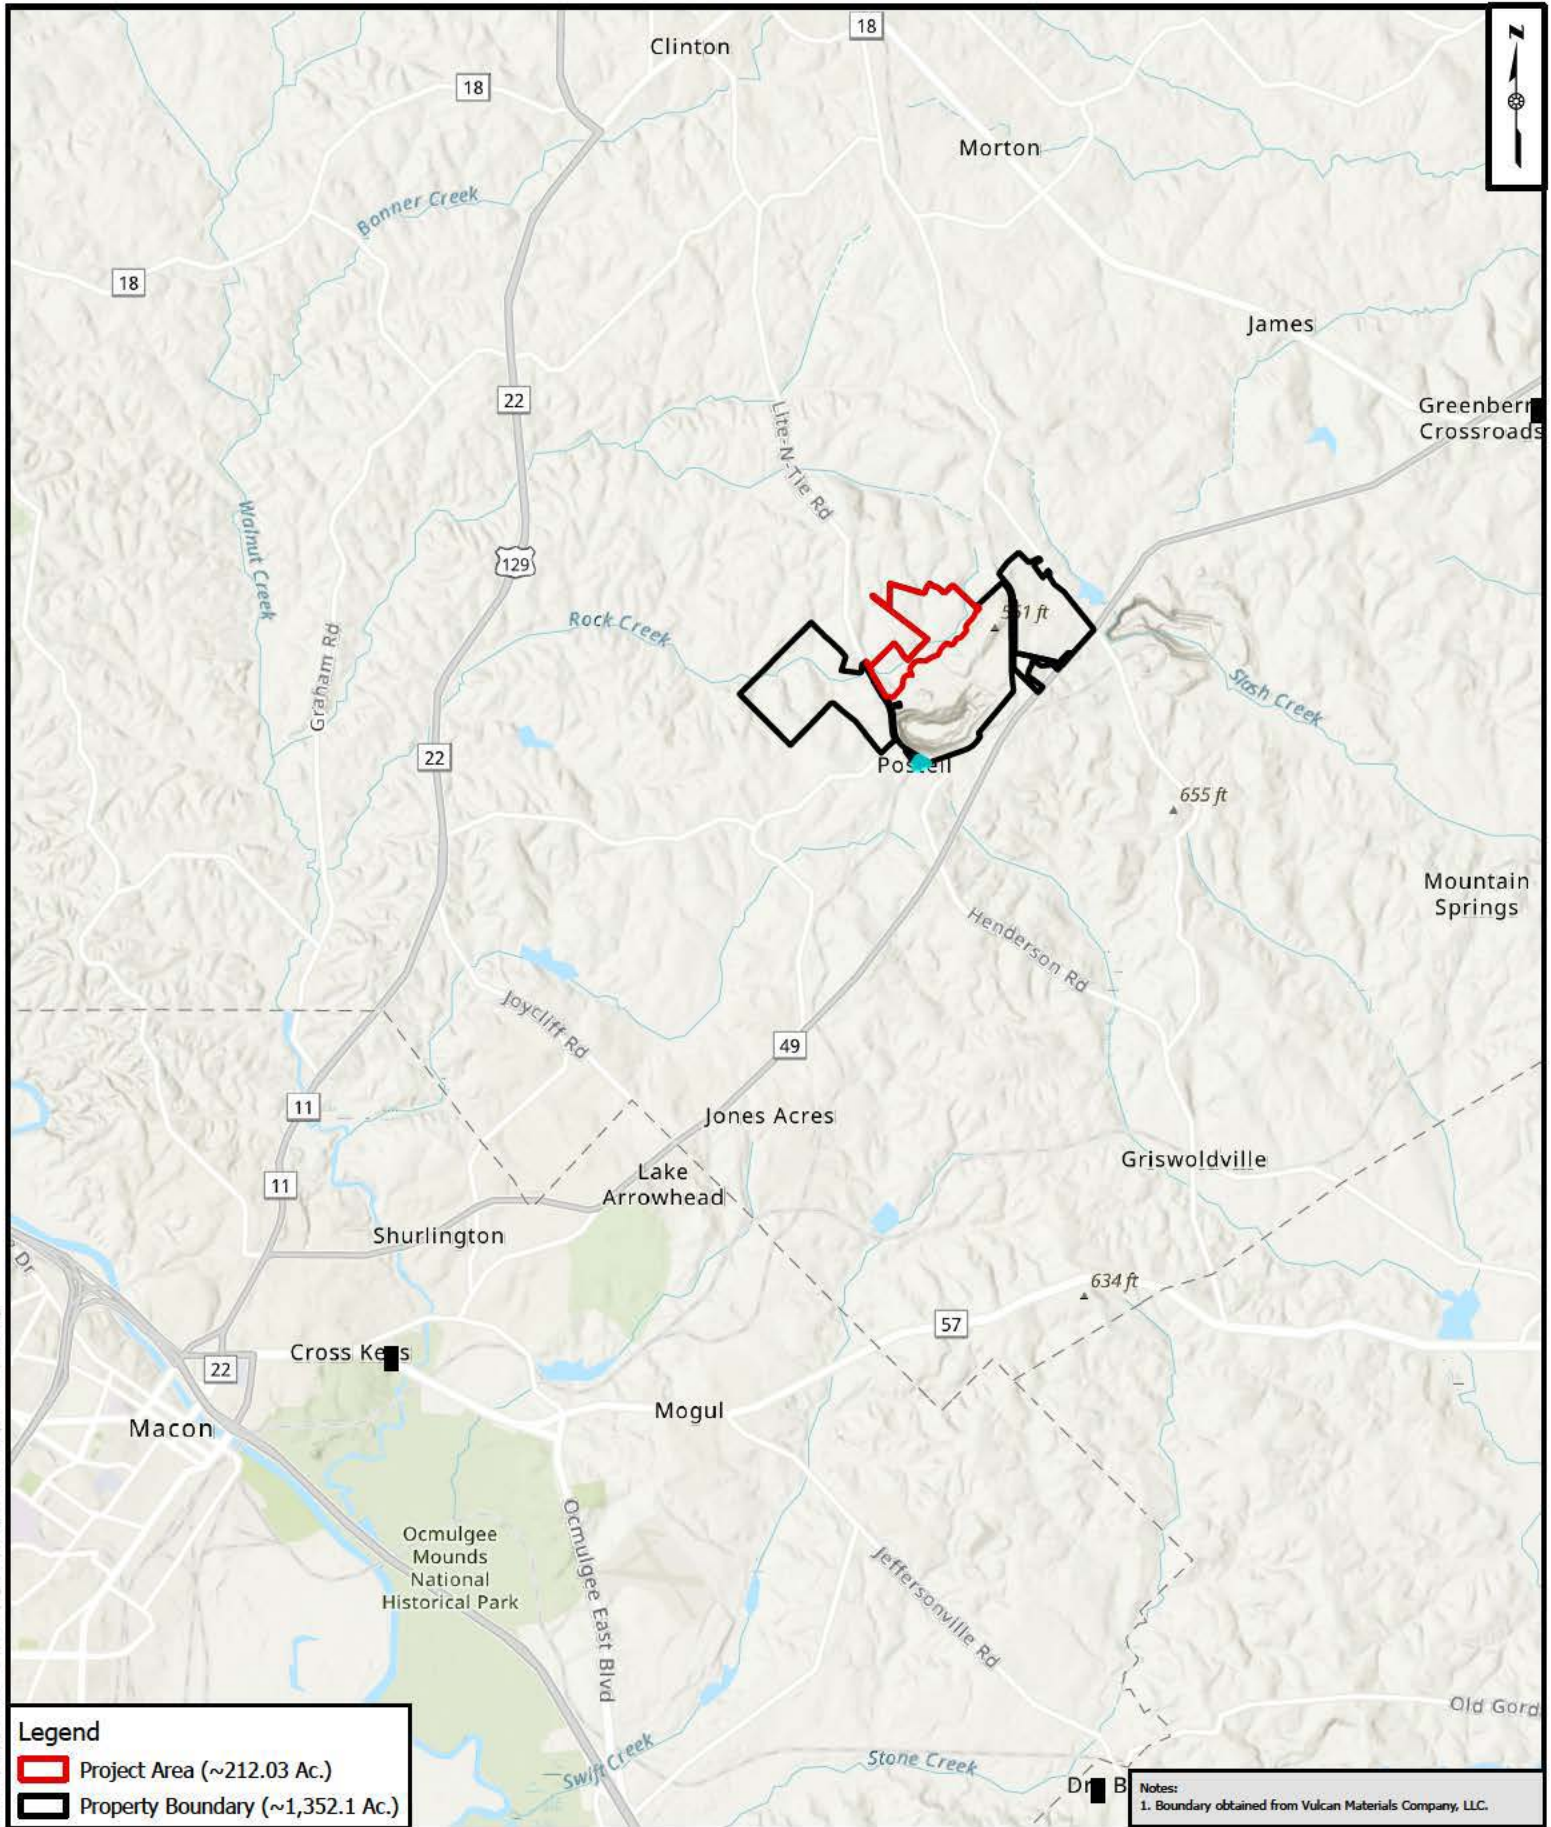 Clinton
18
18
N
Morton
Bonner Creek
18
James
22
Greenberr
Crossroads
Lite-N-Tie Rd
Walnut Creek
129
Rock Creek
Graham Rd
Slash Creek
22
Postell
655 ft
Mountain
Springs
Henderson Rd
Joycliff Rd
49
11
Jones Acres
Griswoldville
Lake
Arrowhead
11
Shurlington
634 ft
57
Cross Ke s
22
Mogul
Macon
Ocmulgee
Mounds
National
Historical Park
Ocmulgee East Blvd
Jeffersonville Rd
Old Gord
Swift Creek
Stone Creek
Legend
Project Area (~212.03 Ac.)
Property Boundary (~1,352.1 Ac.)
Notes:
1. Boundary obtained from Vulcan Materials Company, LLC.